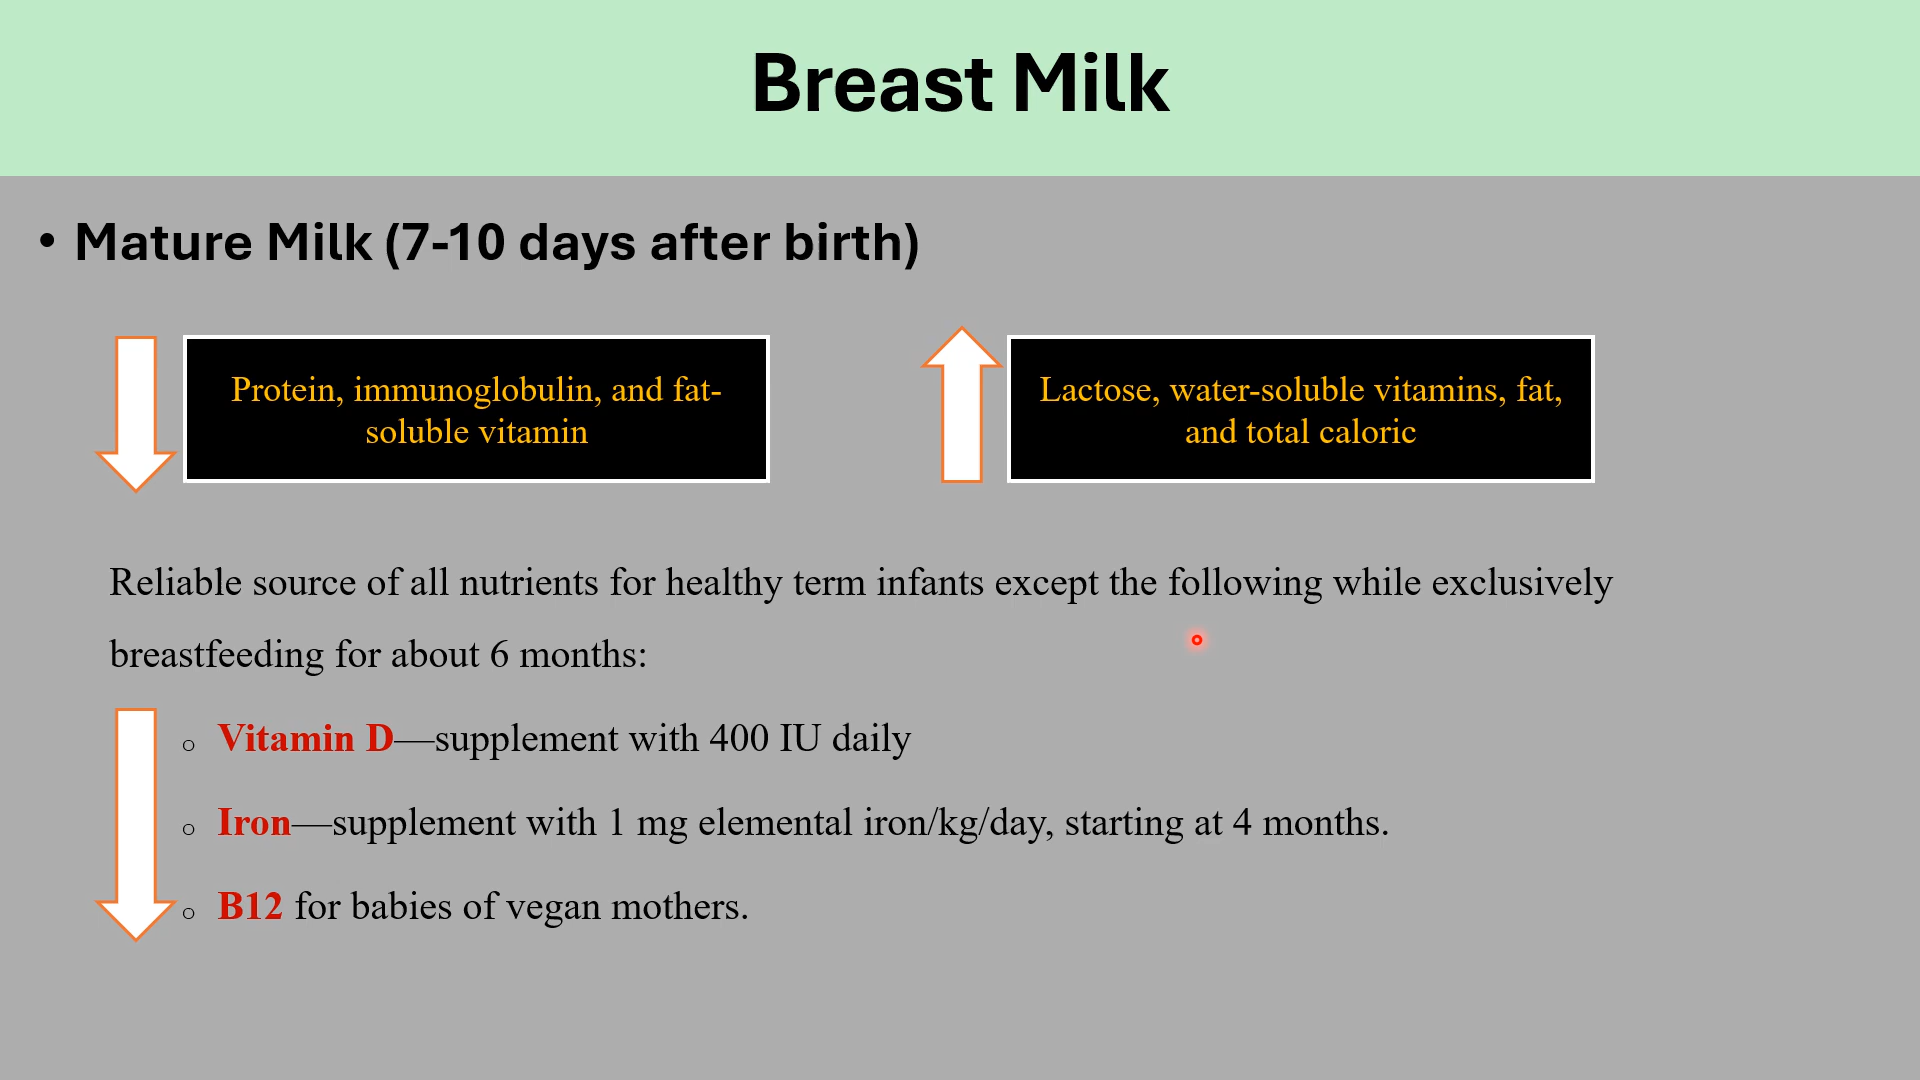 Breast Milk
• Mature Milk (7-10 days after birth)
Protein, immunoglobulin, and fat-
soluble vitamin
Lactose, water-soluble vitamins, fat,
and total caloric
Reliable source of all nutrients for healthy term infants except the following while exclusively
breastfeeding for about 6 months:
o Vitamin D—supplement with 400 IU daily
o Iron—supplement with 1 mg elemental iron/kg/day, starting at 4 months.
o B12 for babies of vegan mothers.